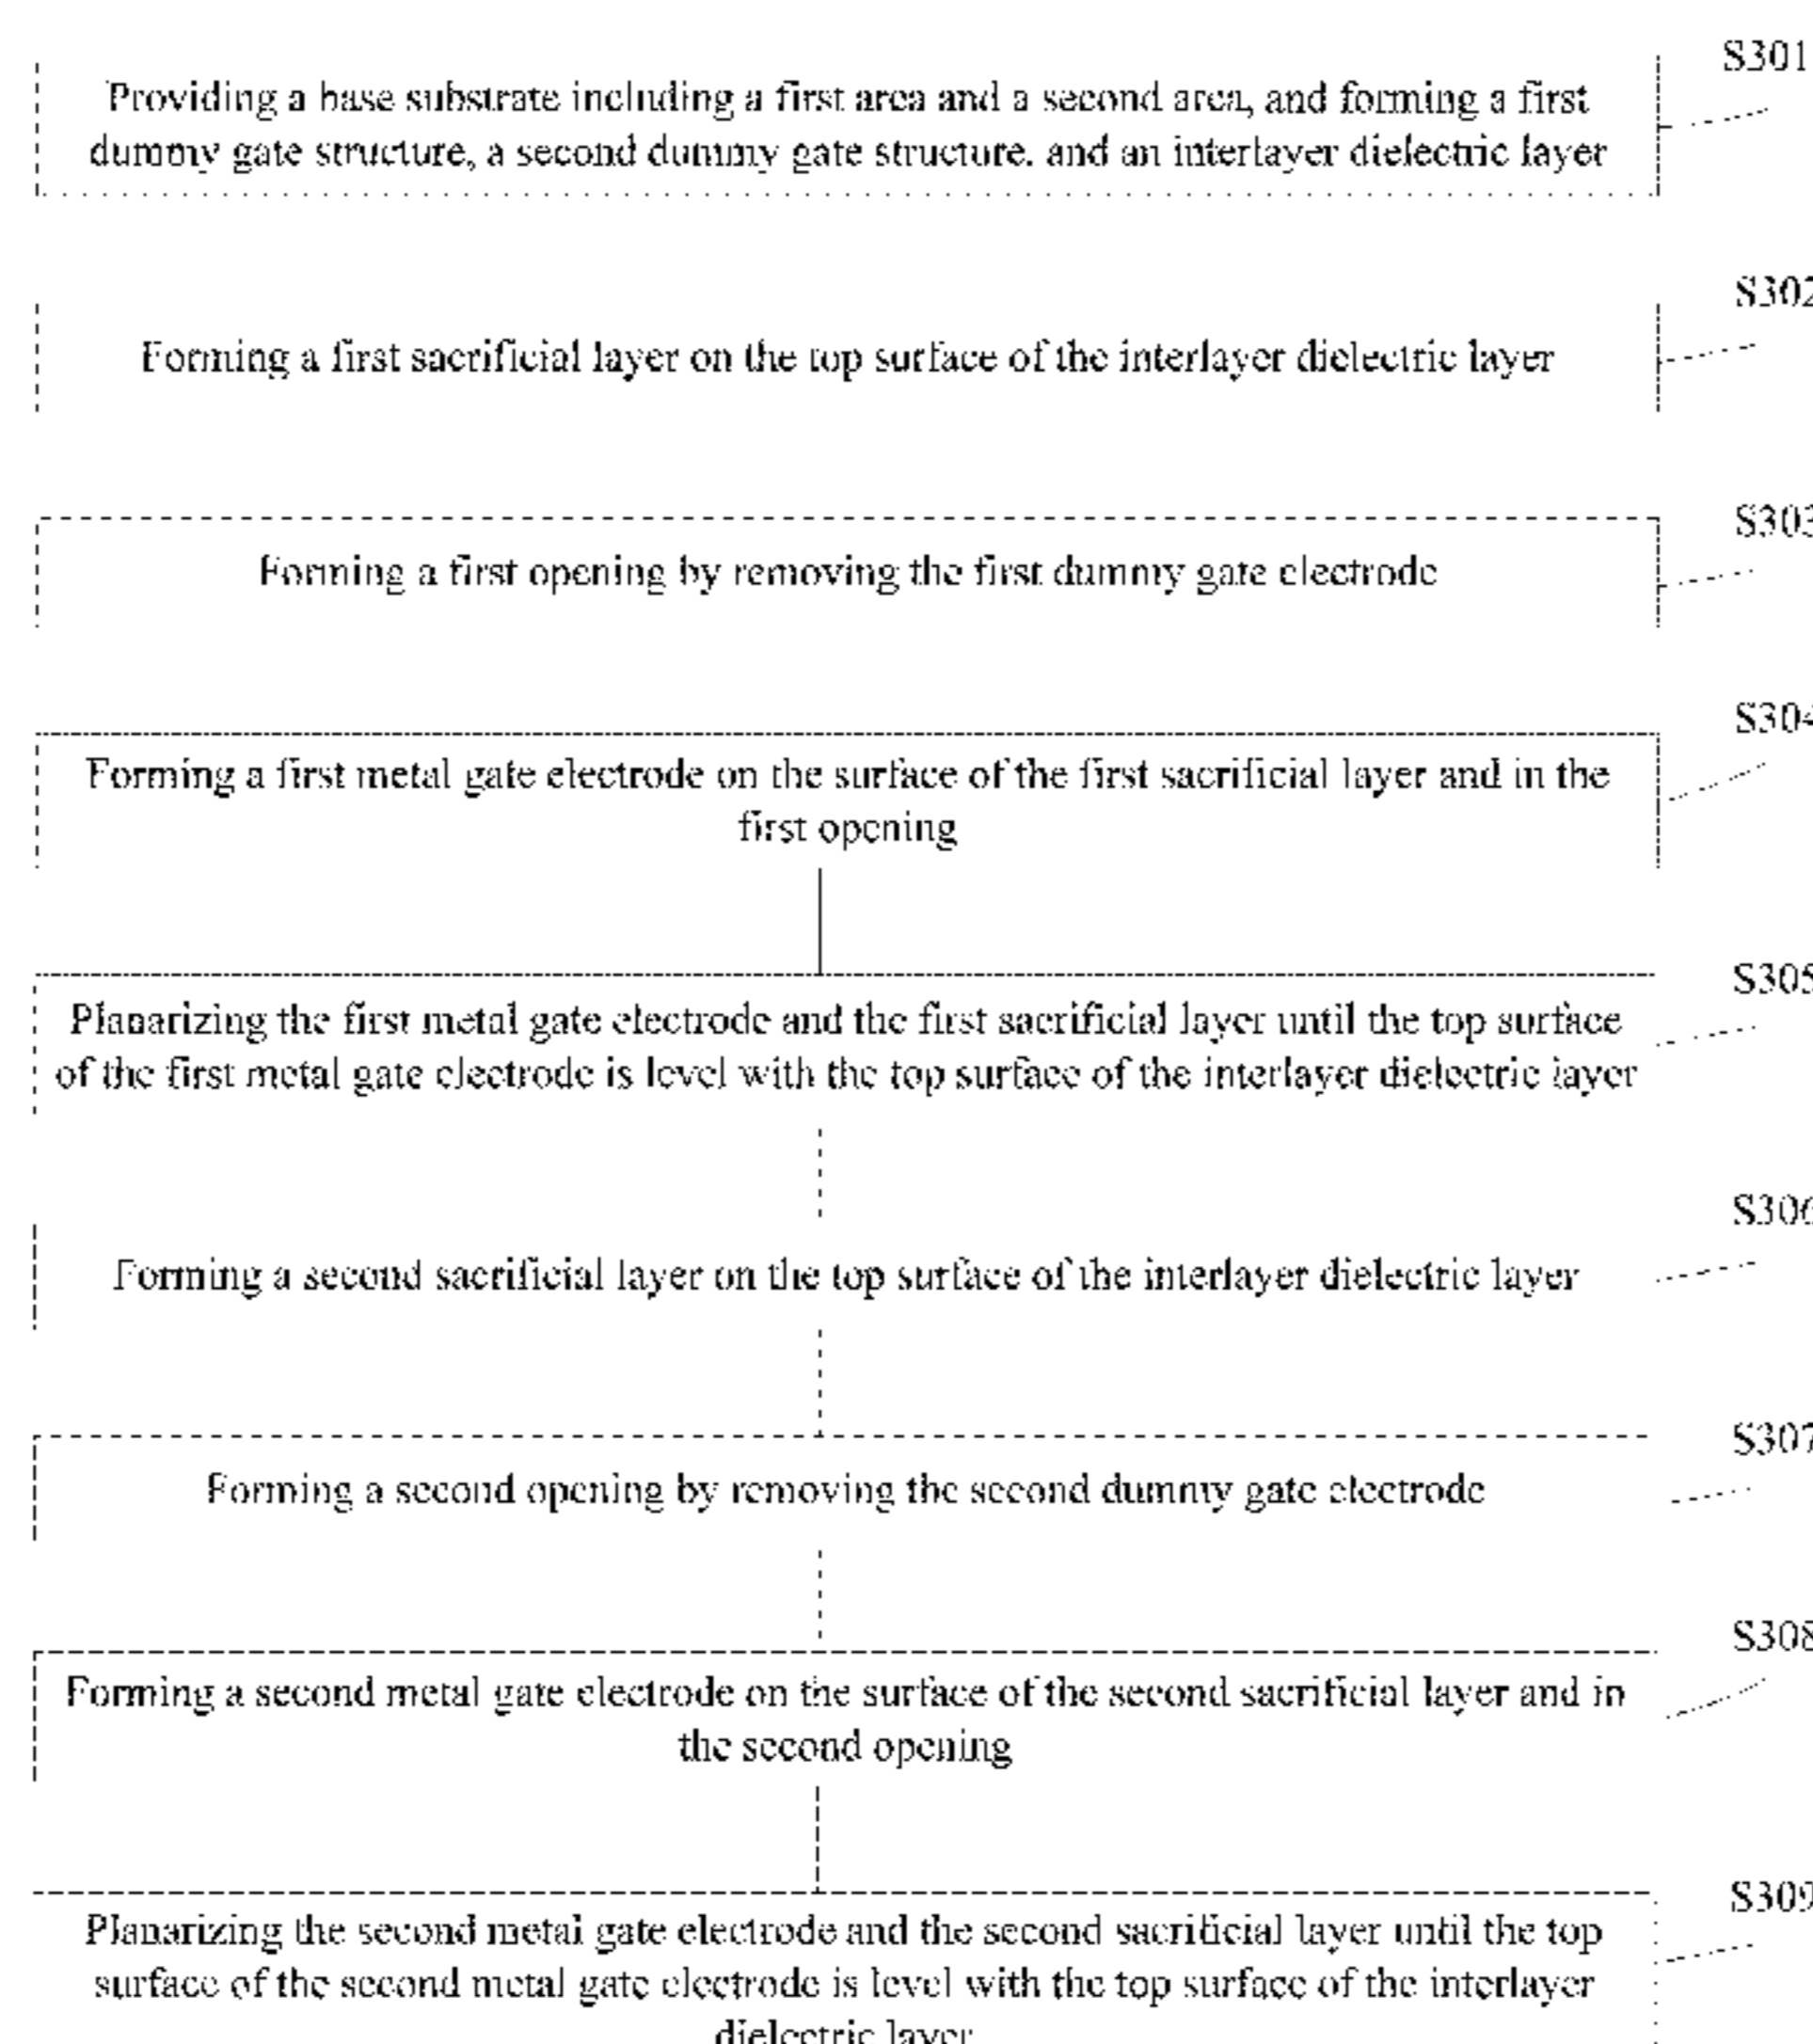 S301
Providing a base substrate including a first area and a second area, and forming a first
dummy gate structure, a second dummy gate structure. and an interlayer dielectric layer
S302
Forming a first sacrificial layer on the top surface of the interlayer dielectric layer
S303
Forming a first opening by removing the first dummy gate electrode
S304
Forming a first metal gate electrode on the surface of the first sacrificial layer and in the
first opening
S305
Planarizing the first metal gate electrode and the first sacrificial layer until the top surface
of the first metal gate electrode is level with the top surface of the interlayer dielectric layer
S306
Forming a second sacrificial layer on the top surface of the interlayer dielectric layer
S307
Forming a second opening by removing the second dummy gate electrode
S308
Forming a second metal gate electrode on the surface of the second sacrificial layer and in
the second opening
S309
Planarizing the second metal gate electrode and the second sacrificial layer until the top
surface of the second metal gate electrode is level with the top surface of the interlayer
dielectric layer